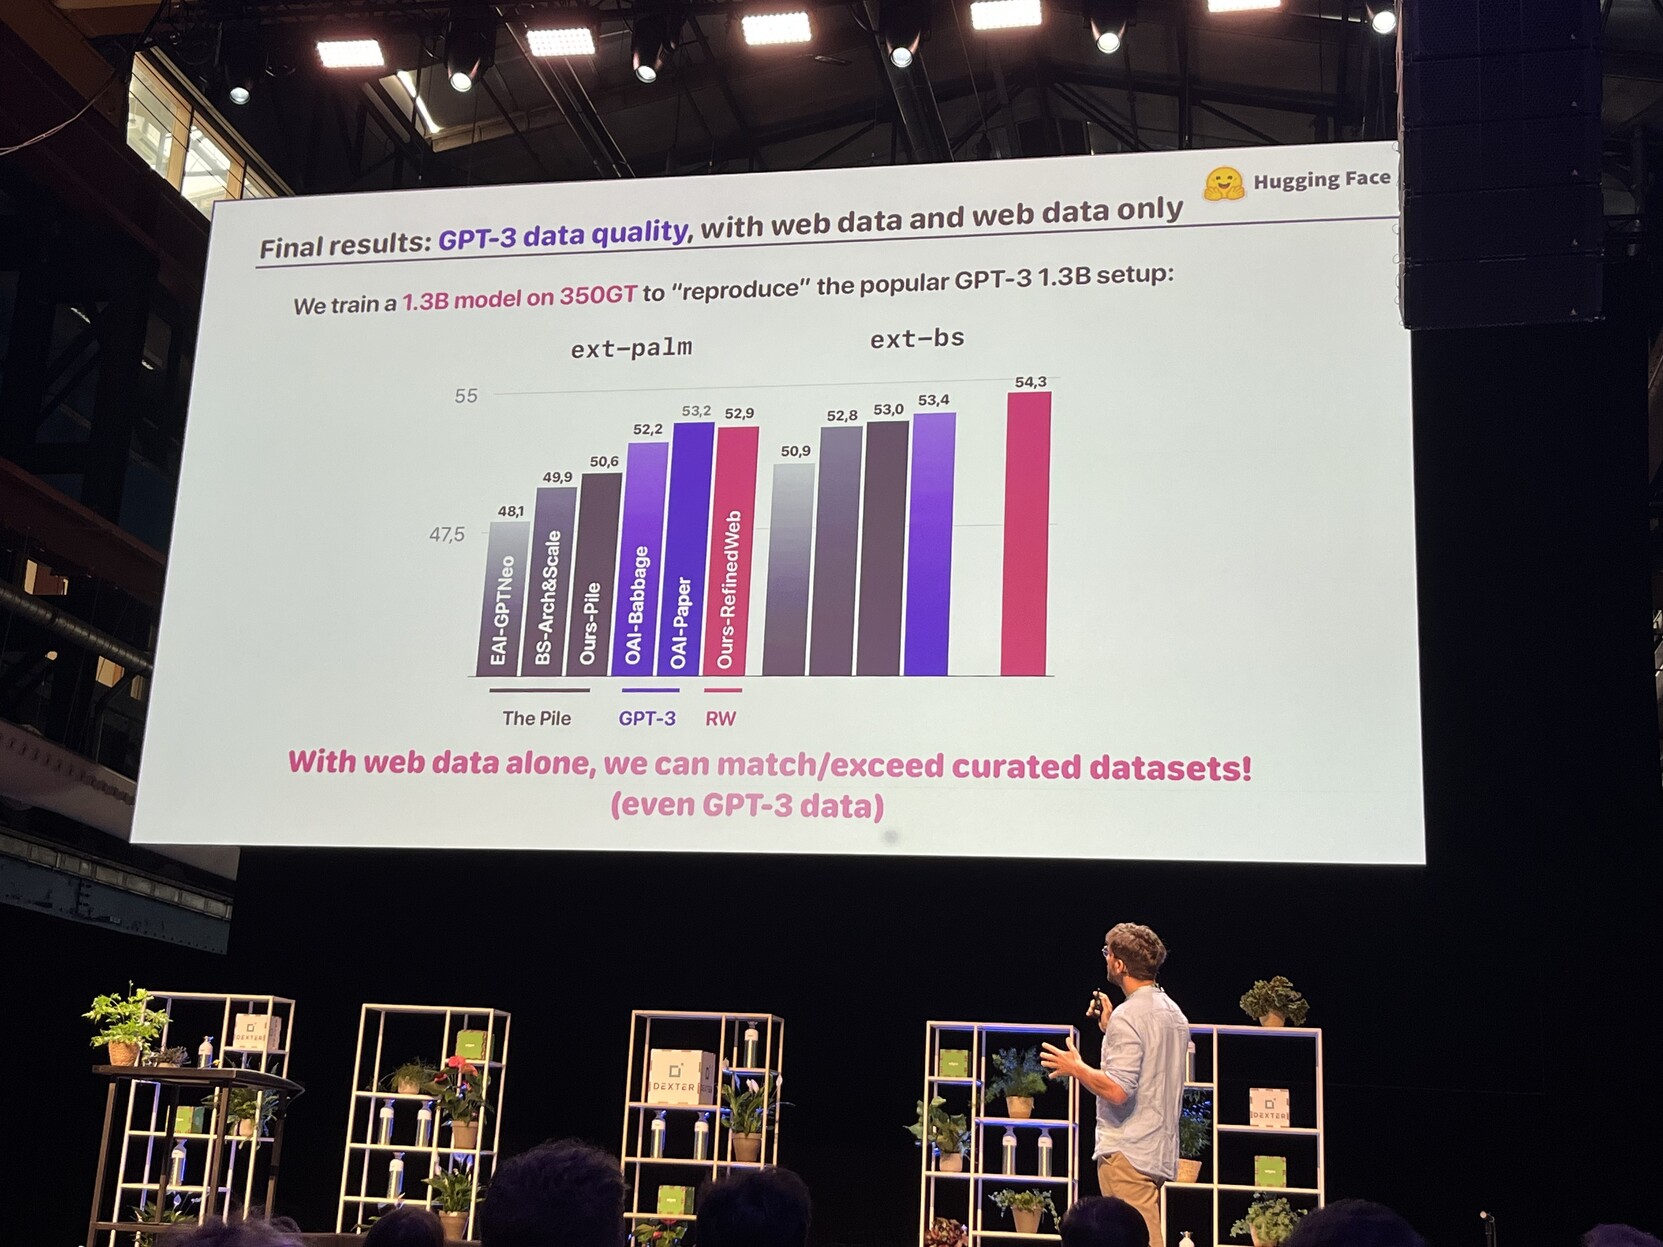 Hugging Face
Final results: GPT-3 data quality, with web data and web data only
We train a 1.3B model on 350GT to “reproduce” the popular GPT-3 1.3B setup:
ext-palm
ext-bs
55
47,5
48,1
49,9
50,6
52,2
53,2
52,9
50,9
52,8
53,0
53,4
54,3
EAI-GPTNeo
BS-Arch&Scale
Ours-Pile
OAI-Babbage
OAI-Paper
Ours-RefinedWeb
The Pile
GPT-3
RW
With web data alone, we can match/exceed curated datasets!
(even GPT-3 data)
DEXTER
DEXTER
DEXTER